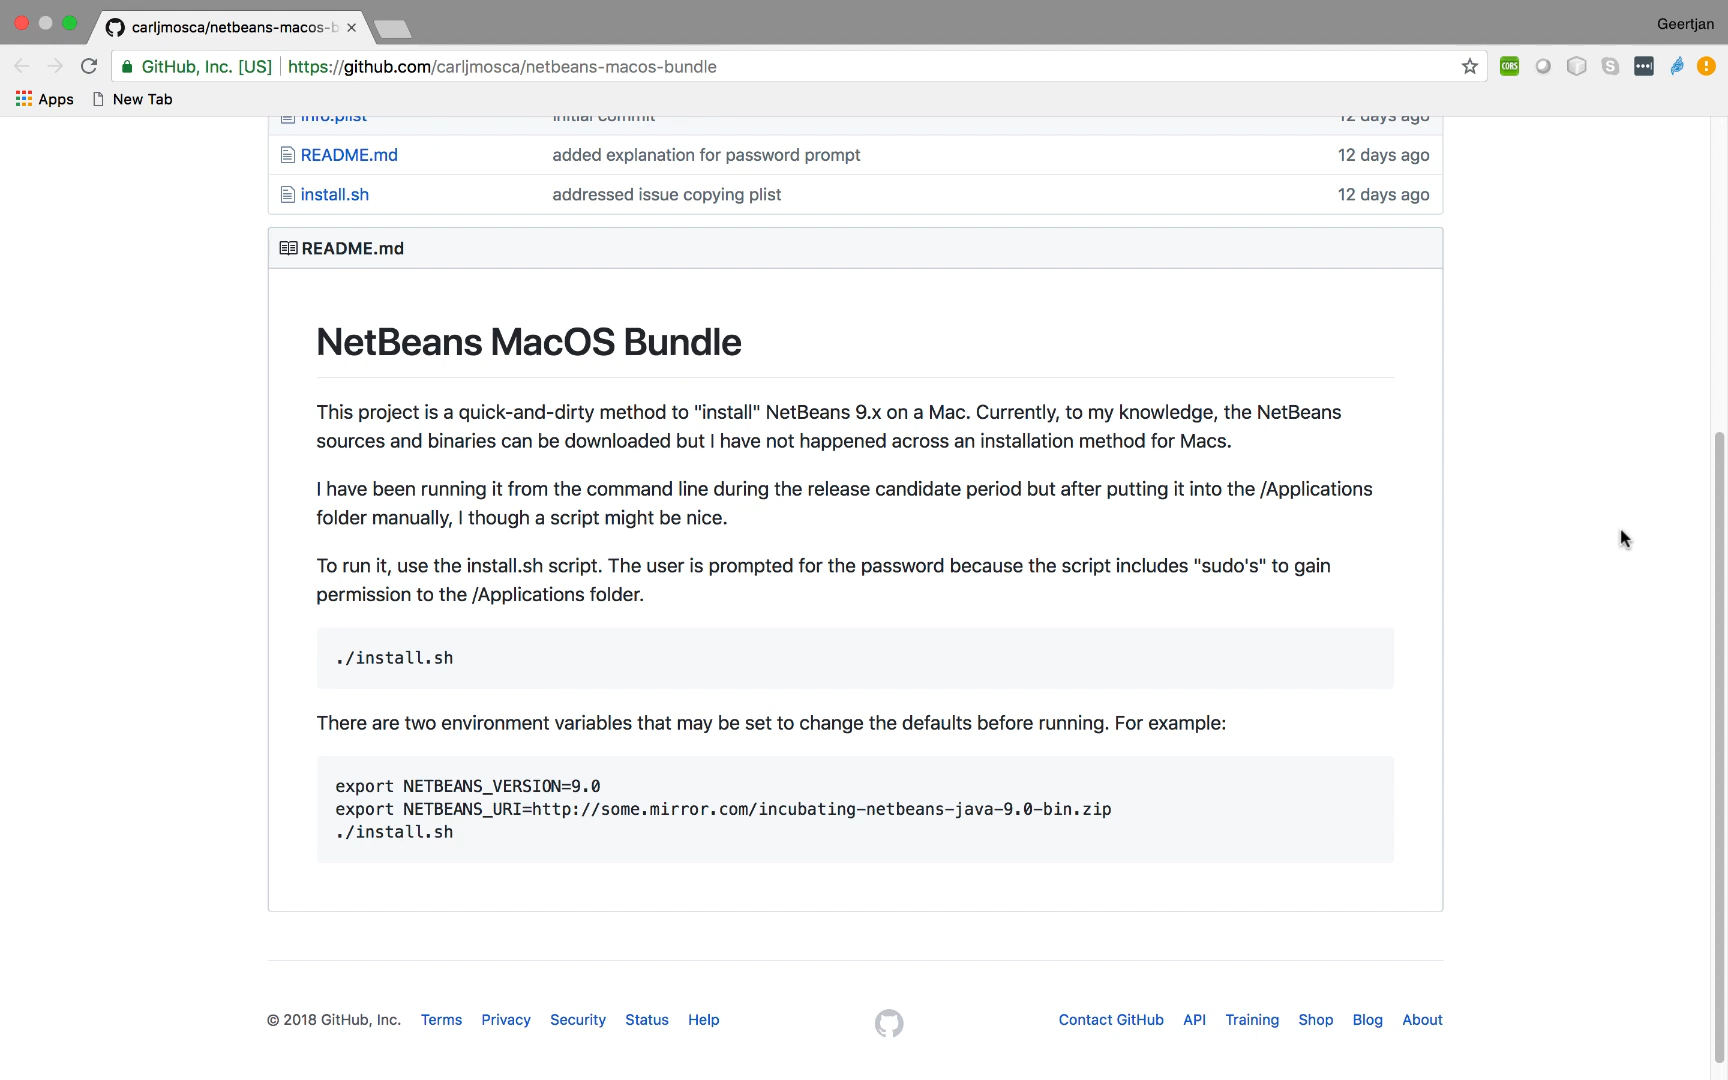 carljmosca/netbeans-macos-b
Geertjan
GitHub, Inc. [US] https://github.com/carljmosca/netbeans-macos-bundle
CORS
S
Apps New Tab
info.plist initial commit 12 days ago
README.md added explanation for password prompt 12 days ago
install.sh addressed issue copying plist 12 days ago
README.md
NetBeans MacOS Bundle
This project is a quick-and-dirty method to "install" NetBeans 9.x on a Mac. Currently, to my knowledge, the NetBeans
sources and binaries can be downloaded but I have not happened across an installation method for Macs.
I have been running it from the command line during the release candidate period but after putting it into the /Applications
folder manually, I though a script might be nice.
To run it, use the install.sh script. The user is prompted for the password because the script includes "sudo's" to gain
permission to the /Applications folder.
./install.sh
There are two environment variables that may be set to change the defaults before running. For example:
export NETBEANS_VERSION=9.0
export NETBEANS_URI=http://some.mirror.com/incubating-netbeans-java-9.0-bin.zip
./install.sh
© 2018 GitHub, Inc. Terms Privacy Security Status Help Contact GitHub API Training Shop Blog About